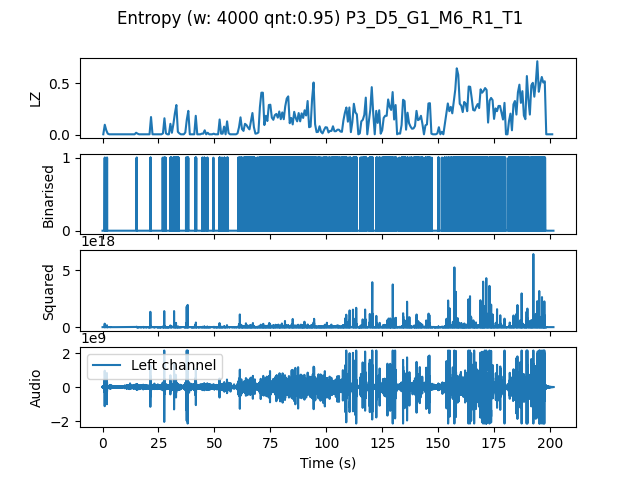 Entropy (w: 4000 qnt:0.95) P3_D5_G1_M6_R1_T1
LZ
0.5
0.0
Binarised
1
0
1e18
Squared
5
0
1e9
Audio
2
0
−2
Left channel
0 25 50 75 100 125 150 175 200
Time (s)